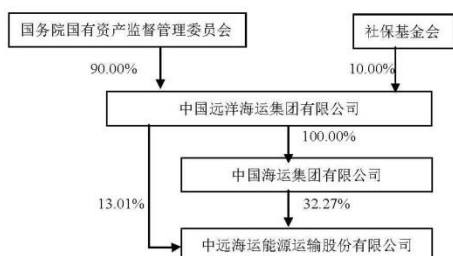 国务院国有资产监督管理委员会
社保基金会
90.00%
10.00%
中国远洋海运集团有限公司
100.00%
中国海运集团有限公司
13.01%
32.27%
中远海运能源运输股份有限公司